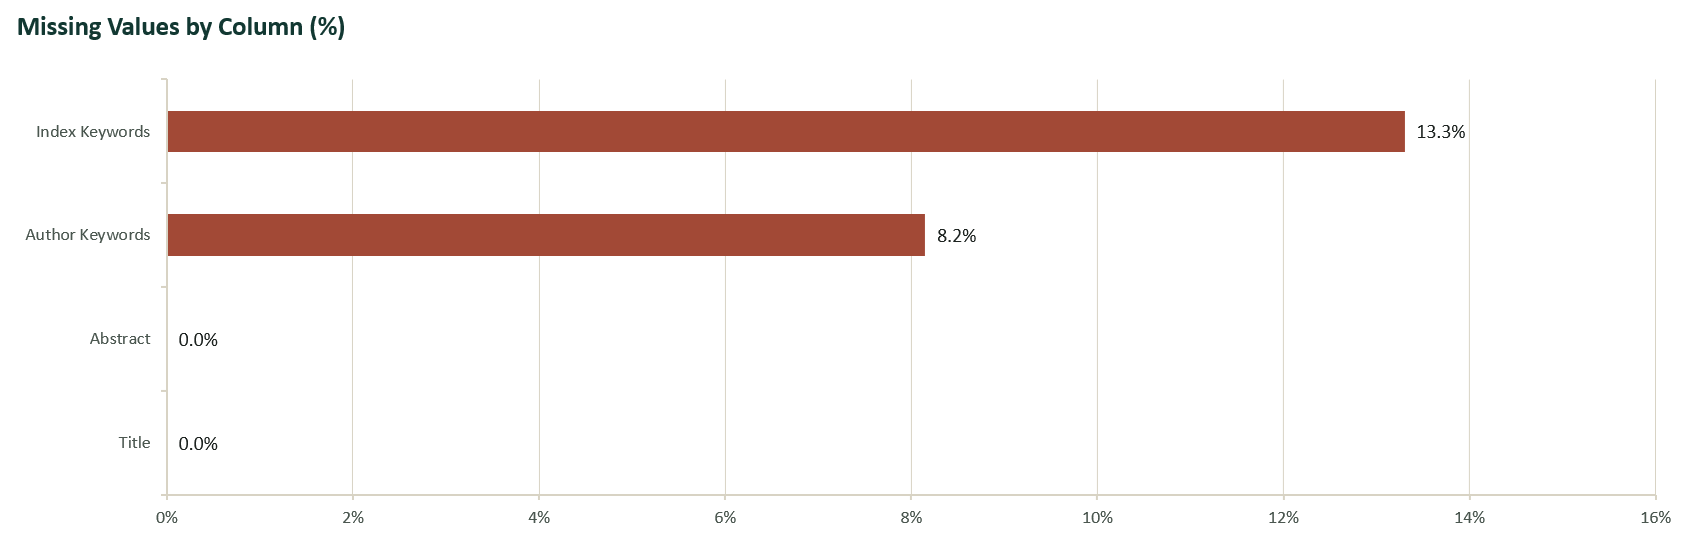 Missing Values by Column (%)
Index Keywords 13.3%
Author Keywords 8.2%
Abstract 0.0%
Title 0.0%
0% 2% 4% 6% 8% 10% 12% 14% 16%